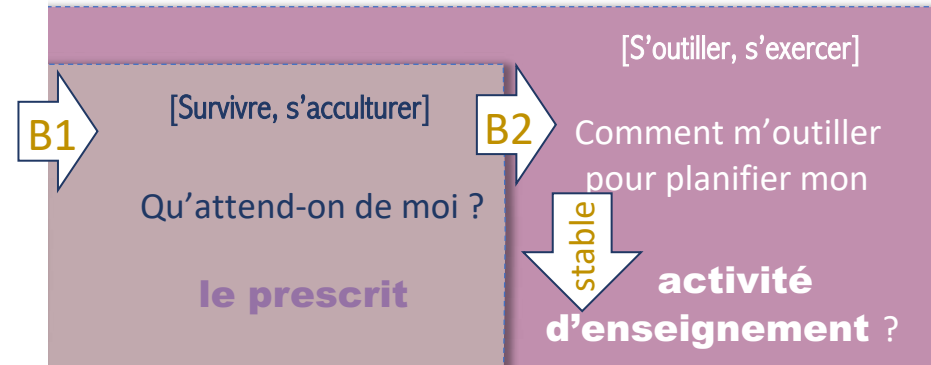 B1
[Survivre, s’acculturer]
Qu’attend-on de moi ?
le prescrit
B2
[S’outiller, s’exercer]
Comment m’outiller
pour planifier mon
stable
activité
d’enseignement ?